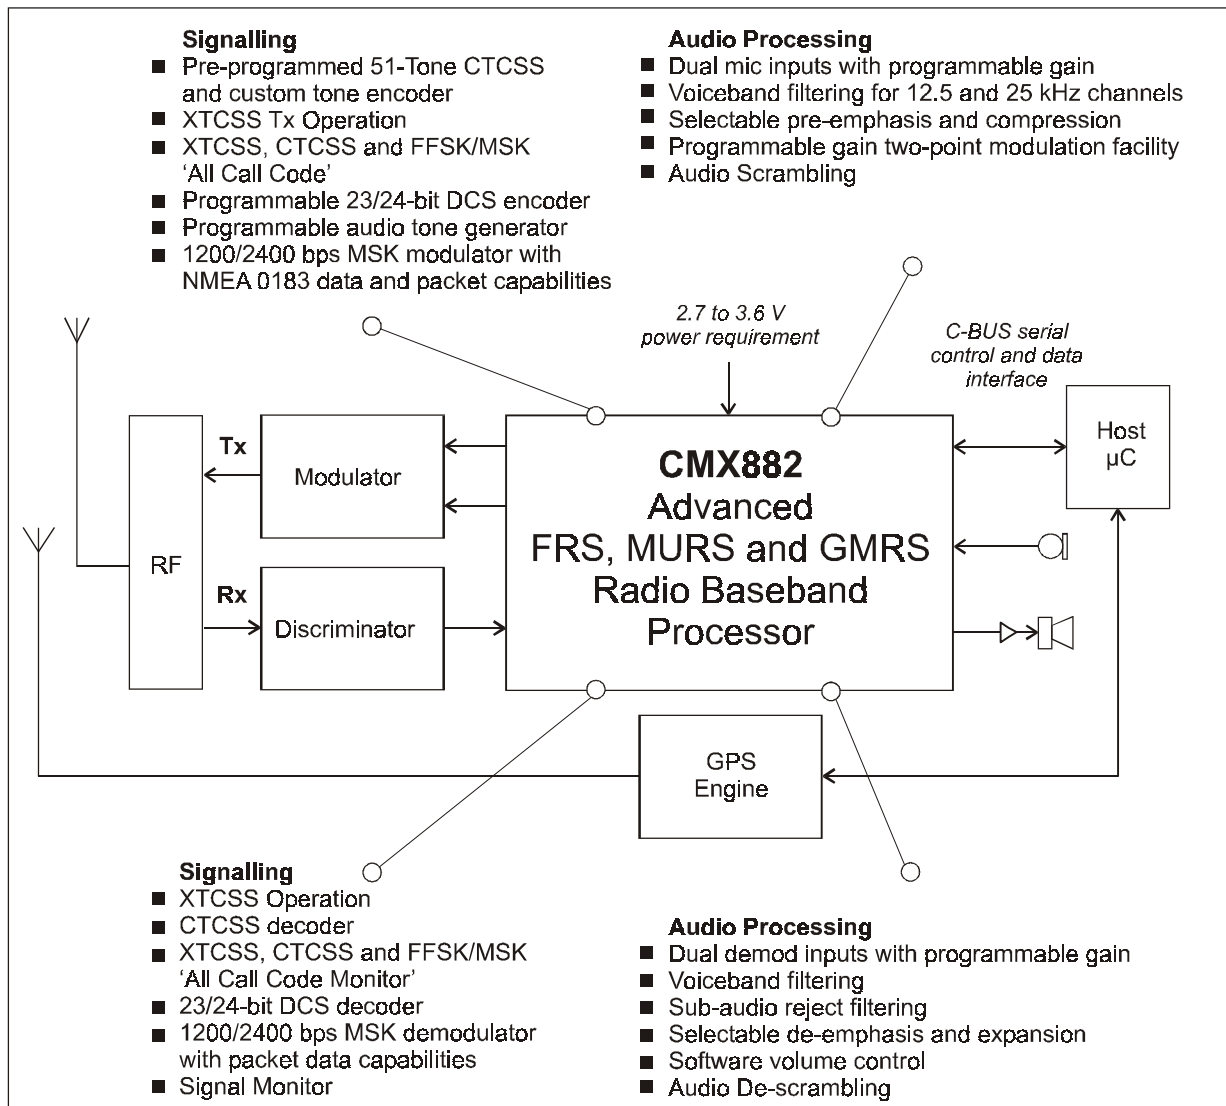 Signalling
■ Pre-programmed 51-Tone CTCSS
and custom tone encoder
■ XTCSS Tx Operation
■ XTCSS, CTCSS and FFSK/MSK
‘All Call Code’
■ Programmable 23/24-bit DCS encoder
■ Programmable audio tone generator
■ 1200/2400 bps MSK modulator with
NMEA 0183 data and packet capabilities
Audio Processing
■ Dual mic inputs with programmable gain
■ Voiceband filtering for 12.5 and 25 kHz channels
■ Selectable pre-emphasis and compression
■ Programmable gain two-point modulation facility
■ Audio Scrambling
2.7 to 3.6 V
power requirement
C-BUS serial
control and data
interface
RF
Tx
Rx
Modulator
Discriminator
CMX882
Advanced
FRS, MURS and GMRS
Radio Baseband
Processor
Host
µC
GPS
Engine
Signalling
■ XTCSS Operation
■ CTCSS decoder
■ XTCSS, CTCSS and FFSK/MSK
‘All Call Code Monitor’
■ 23/24-bit DCS decoder
■ 1200/2400 bps MSK demodulator
with packet data capabilities
■ Signal Monitor
Audio Processing
■ Dual demod inputs with programmable gain
■ Voiceband filtering
■ Sub-audio reject filtering
■ Selectable de-emphasis and expansion
■ Software volume control
■ Audio De-scrambling